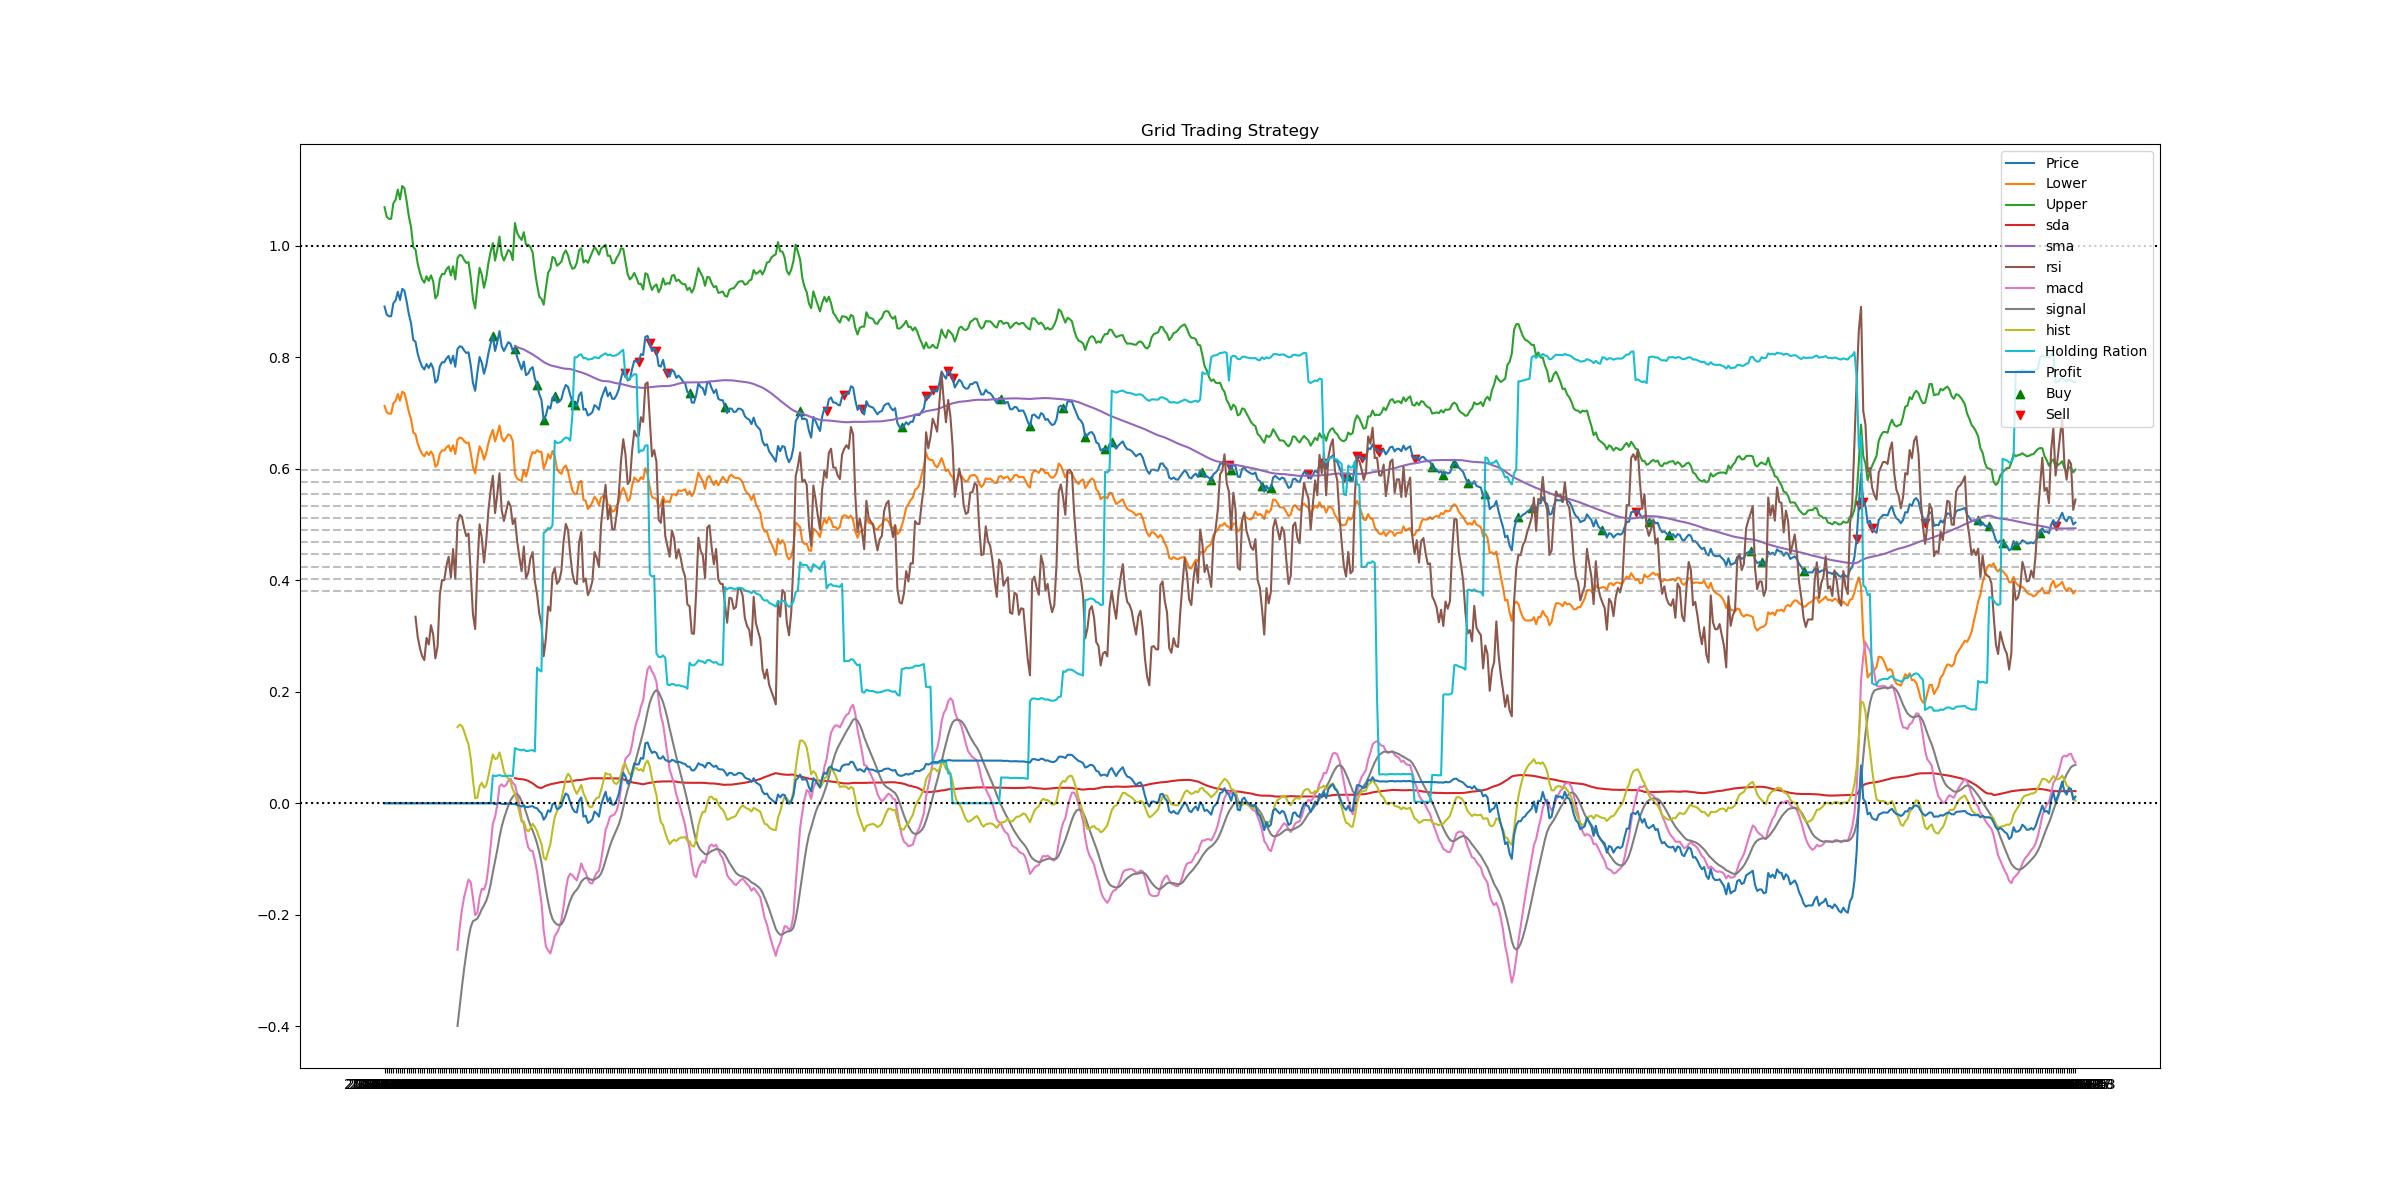 Grid Trading Strategy
1.0
0.8
0.6
0.4
0.2
0.0
−0.2
−0.4
Price
Lower
Upper
sda
sma
rsi
macd
signal
hist
Holding Ration
Profit
Buy
Sell